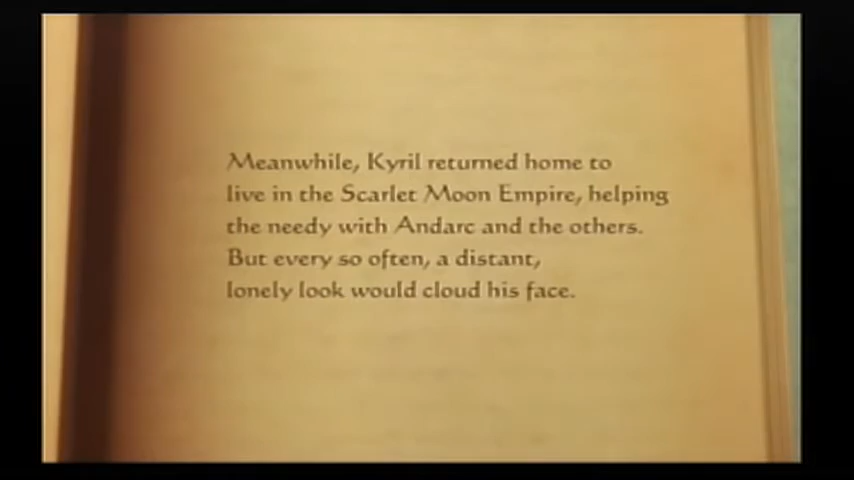 Meanwhile, Kyril returned home to
live in the Scarlet Moon Empire, helping
the needy with Andarc and the others.
But every so often, a distant,
lonely look would cloud his face.